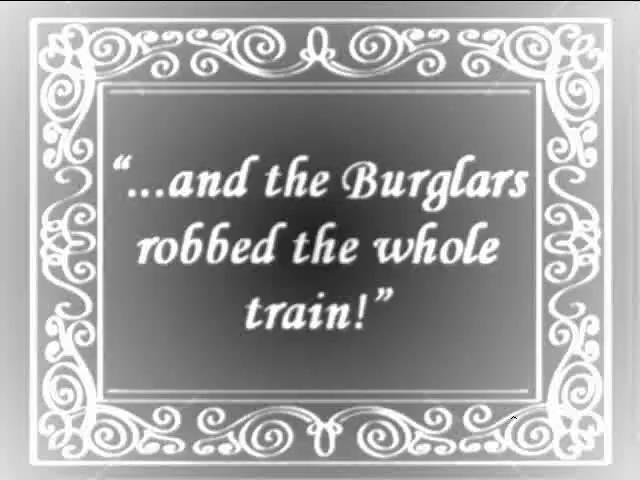 “...and the Burglars
robbed the whole
train!”